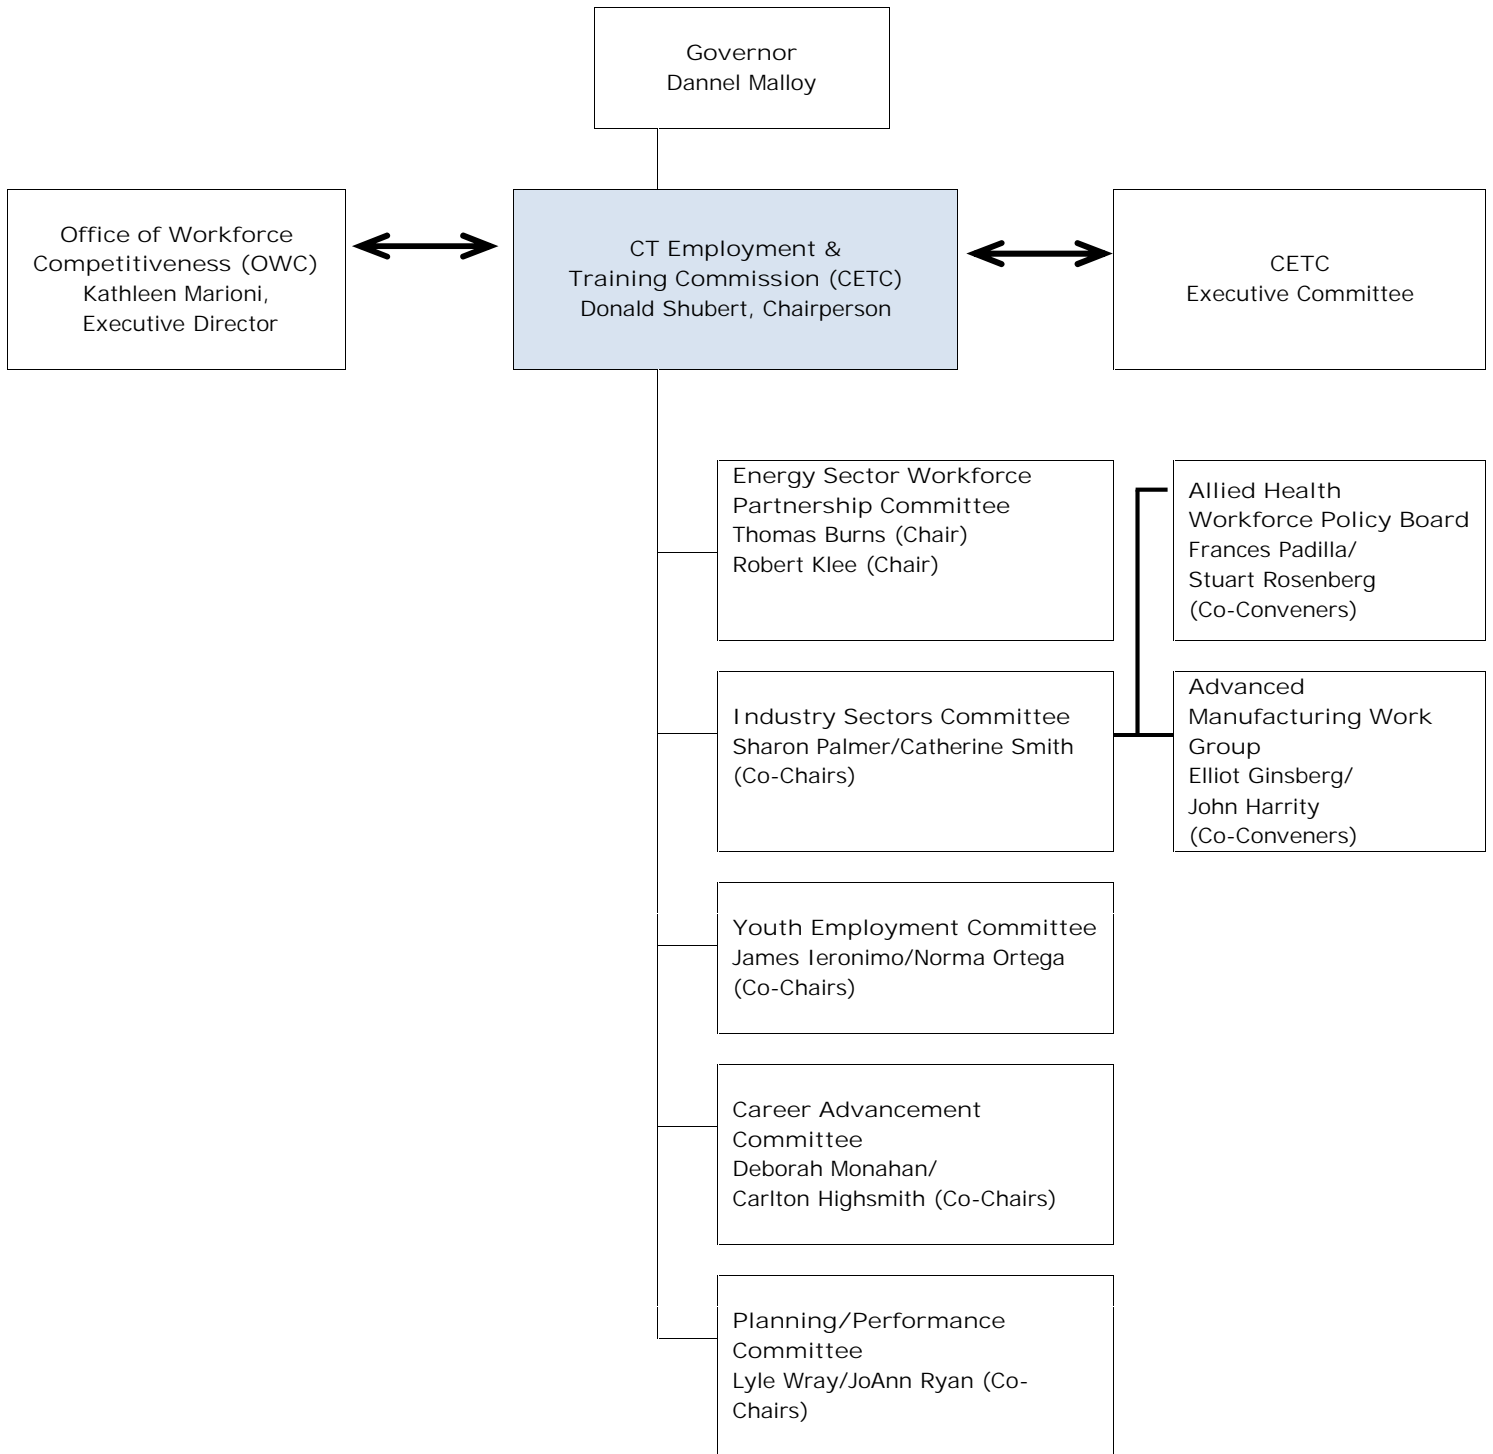 Governor
Dannel Malloy
Office of Workforce
Competitiveness (OWC)
Kathleen Marioni,
Executive Director
CT Employment &
Training Commission (CETC)
Donald Shubert, Chairperson
CETC
Executive Committee
Energy Sector Workforce
Partnership Committee
Thomas Burns (Chair)
Robert Klee (Chair)
Allied Health
Workforce Policy Board
Frances Padilla/
Stuart Rosenberg
(Co-Conveners)
Industry Sectors Committee
Sharon Palmer/Catherine Smith
(Co-Chairs)
Advanced
Manufacturing Work
Group
Elliot Ginsberg/
John Harrity
(Co-Conveners)
Youth Employment Committee
James Ieronimo/Norma Ortega
(Co-Chairs)
Career Advancement
Committee
Deborah Monahan/
Carlton Highsmith (Co-Chairs)
Planning/Performance
Committee
Lyle Wray/JoAnn Ryan (Co-
Chairs)